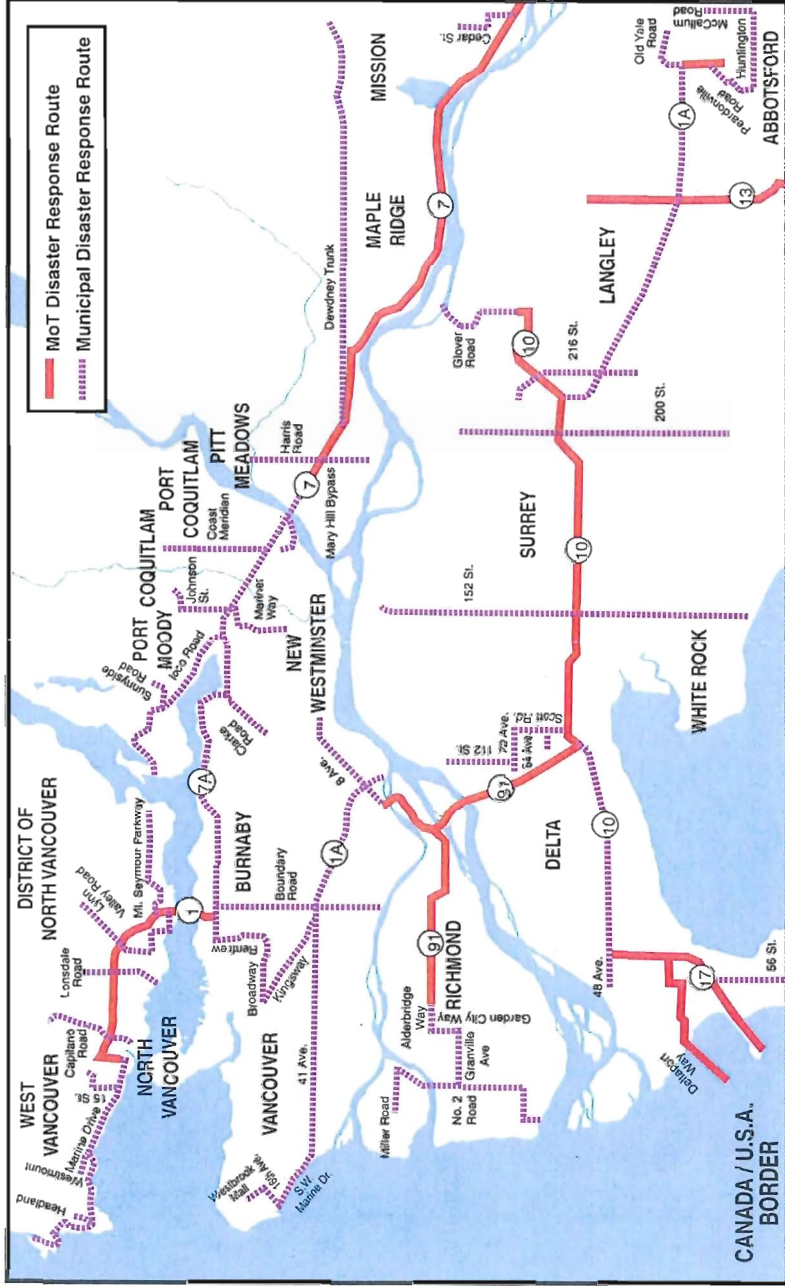 MoT Disaster Response Route
Municipal Disaster Response Route
WEST
VANCOUVER
Headland
Westmount
Marine Drive
15 St.
Capilano
Road
NORTH
VANCOUVER
Lonsdale
Road
DISTRICT OF
NORTH VANCOUVER
Lynn
Valley Road
Mt. Seymour Parkway
1
PORT
MOODY
Sunnyside
Road
Ioco Road
COQUITLAM
Johnson
St.
PORT
COQUITLAM
Coast
Meridian
PITT
MEADOWS
Harris
Road
7
Mary Hill Bypass
Mariner
Way
Clarke
Road
7A
Dewdney Trunk
MAPLE
RIDGE
7
MISSION
Cedar St.
VANCOUVER
Westbrook
Mall
16th Ave.
S.W.
Marine Dr.
41 Ave.
Broadway
Renfrew
Kingsway
BURNABY
Boundary
Road
1A
NEW
WESTMINSTER
8 Ave.
Miller Road
No. 2
Road
Granville
Ave
Alderbridge
Way
Garden City Way
RICHMOND
91
91
DELTA
112 St.
72 Ave.
64 Ave
Scott Rd.
10
48 Ave.
17
56 St.
Deltaport
Way
SURREY
152 St.
10
WHITE ROCK
200 St.
216 St.
Glover
Road
10
LANGLEY
13
1A
Old Yale
Road
McCallum
Road
Peardonville
Road
Huntington
ABBOTSFORD
CANADA / U.S.A.
BORDER